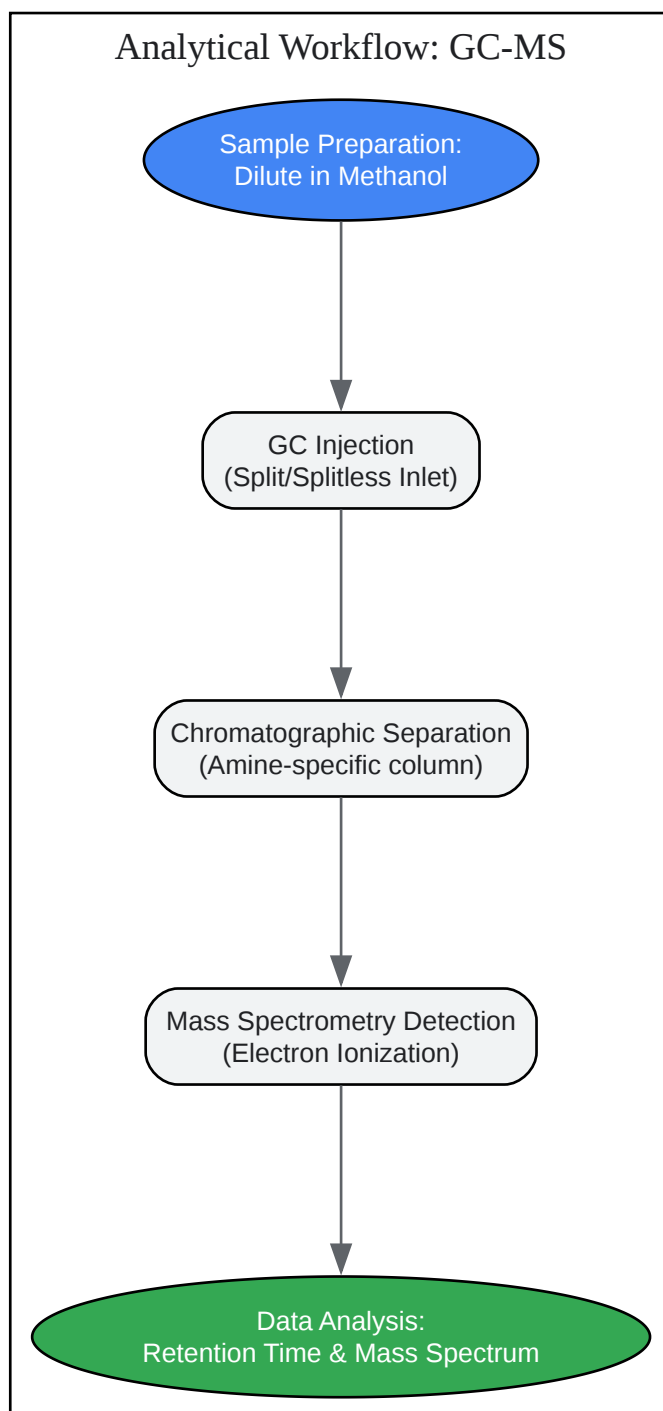 Analytical Workflow: GC-MS
Sample Preparation:
Dilute in Methanol
GC Injection
(Split/Splitless Inlet)
Chromatographic Separation
(Amine-specific column)
Mass Spectrometry Detection
(Electron Ionization)
Data Analysis:
Retention Time & Mass Spectrum